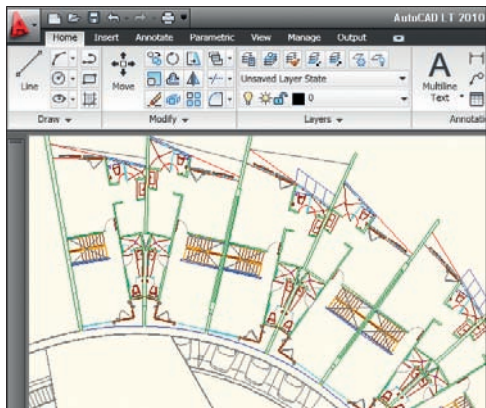 AutoCAD LT 2010
Home Insert Annotate Parametric View Manage Output
Line
Move
Unsaved Layer State
0
A
Multiline
Text
Draw
Modify
Layers
Annotati